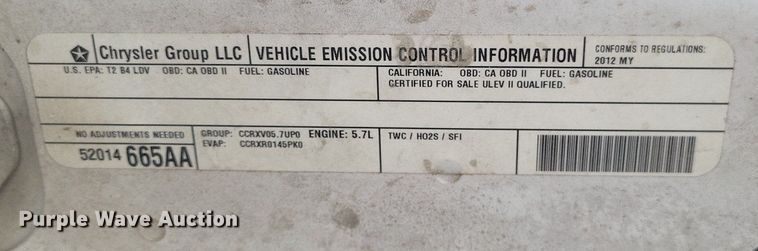 Chrysler Group LLC
VEHICLE EMISSION CONTROL INFORMATION
CONFORMS TO REGULATIONS:
2012 MY
U.S. EPA: T2 B4 LDV OBD: CA OBD II FUEL: GASOLINE
CALIFORNIA: OBD: CA OBD II FUEL: GASOLINE
CERTIFIED FOR SALE ULEV II QUALIFIED.
NO ADJUSTMENTS NEEDED
52014 665AA
GROUP: CCRXV05.7UP0 ENGINE: 5.7L
EVAP: CCRXR0145PK0
TWC / HO2S / SFI
Purple Wave Auction